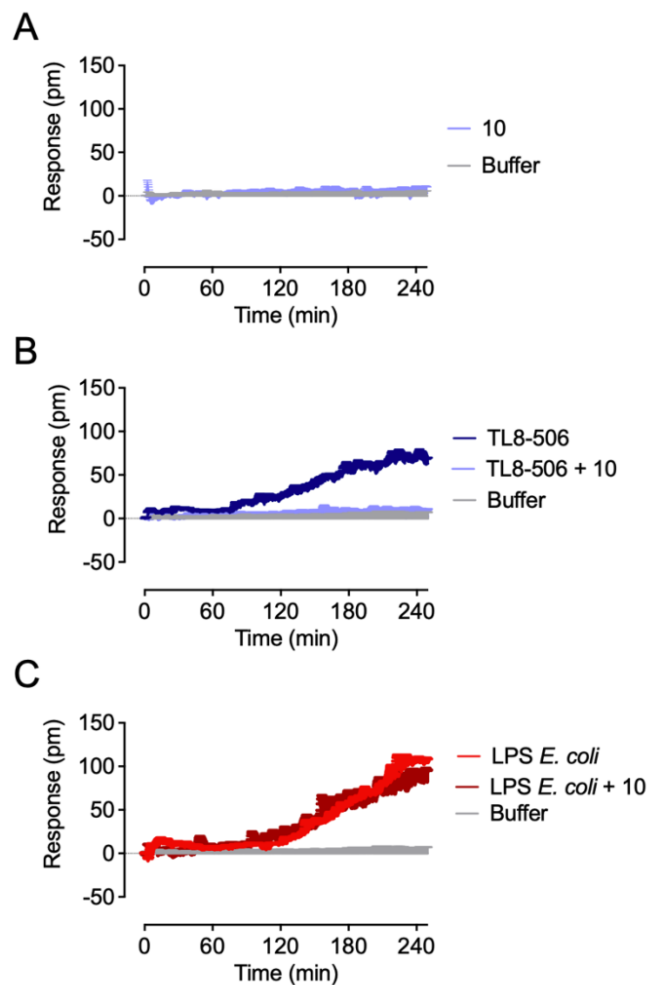 A
Response (pm)
150
100
50
0
-50
0 60 120 180 240
Time (min)
10
Buffer
B
Response (pm)
150
100
50
0
-50
0 60 120 180 240
Time (min)
TL8-506
TL8-506 + 10
Buffer
C
Response (pm)
150
100
50
0
-50
0 60 120 180 240
Time (min)
LPS E. coli
LPS E. coli + 10
Buffer